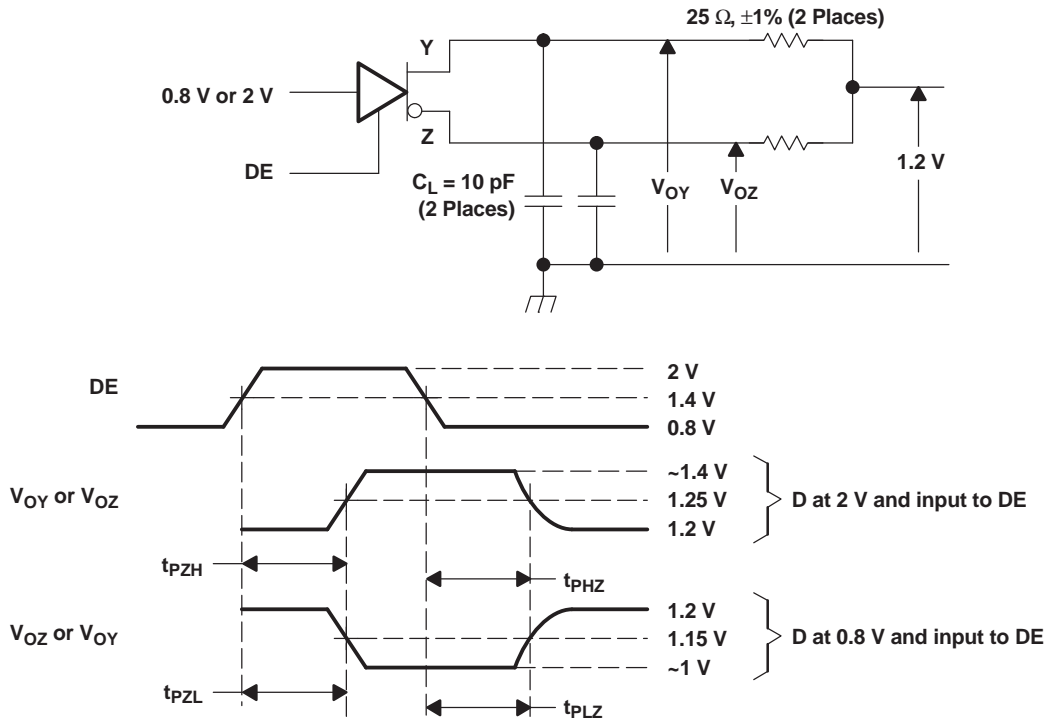 25 Ω, ±1% (2 Places)
Y
0.8 V or 2 V
Z
DE
C_L = 10 pF
(2 Places)
V_OY
V_OZ
1.2 V
DE
2 V
1.4 V
0.8 V
V_OY or V_OZ
~1.4 V
1.25 V
1.2 V
D at 2 V and input to DE
t_PZH
t_PHZ
V_OZ or V_OY
1.2 V
1.15 V
~1 V
D at 0.8 V and input to DE
t_PZL
t_PLZ